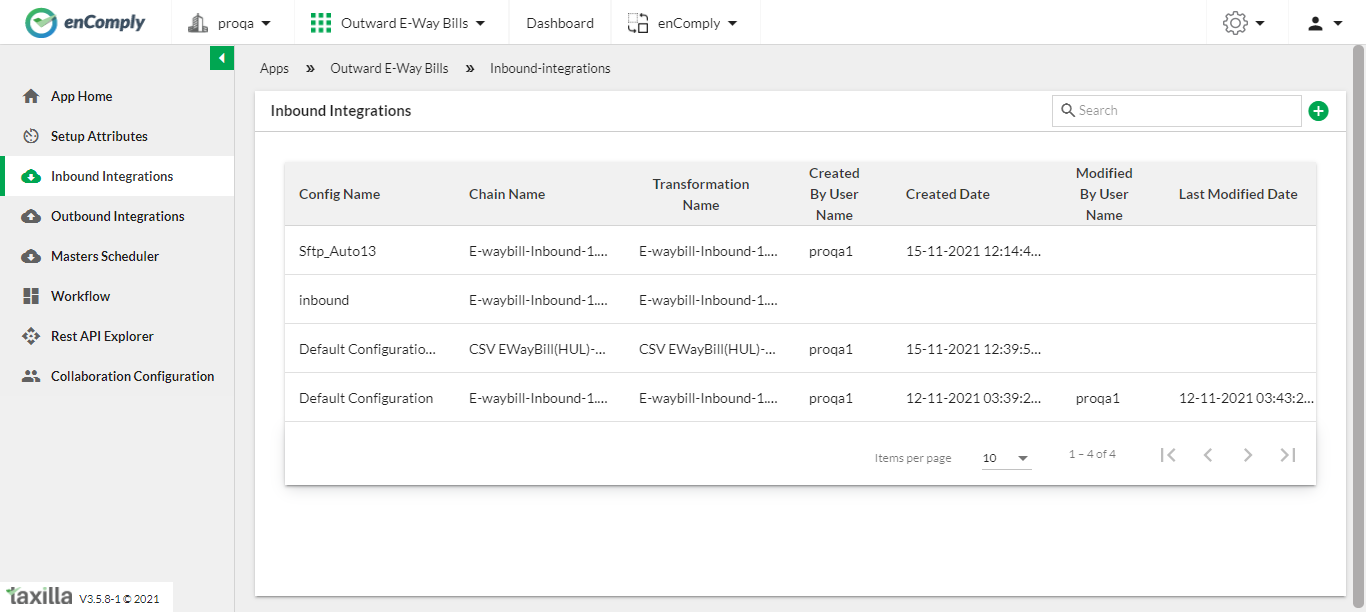 enComply proqa Outward E-Way Bills Dashboard enComply
Apps » Outward E-Way Bills » Inbound-integrations
App Home
Setup Attributes
Inbound Integrations
Outbound Integrations
Masters Scheduler
Workflow
Rest API Explorer
Collaboration Configuration
Inbound Integrations Search
Config Name Chain Name Transformation Name Created By User Name Created Date Modified By User Name Last Modified Date
Sftp_Auto13 E-waybill-Inbound-1.... E-waybill-Inbound-1.... proqa1 15-11-2021 12:14:4...
inbound E-waybill-Inbound-1.... E-waybill-Inbound-1....
Default Configuratio... CSV EWayBill(HUL)-... CSV EWayBill(HUL)-... proqa1 15-11-2021 12:39:5...
Default Configuration E-waybill-Inbound-1.... E-waybill-Inbound-1.... proqa1 12-11-2021 03:39:2... proqa1 12-11-2021 03:43:2...
Items per page 10 1 – 4 of 4
taxilla V3.5.8-1 © 2021